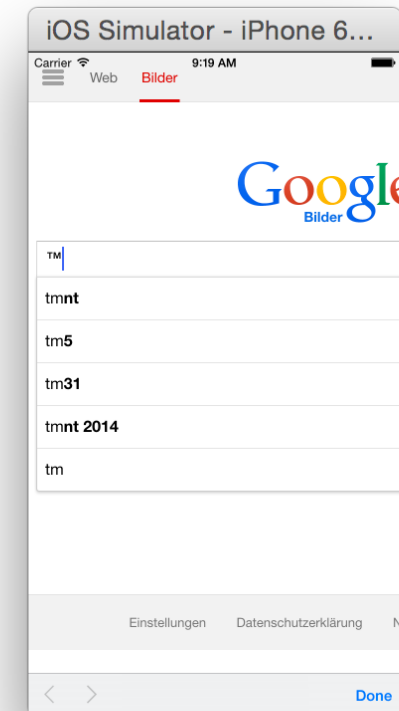 iOS Simulator - iPhone 6...
Carrier 9:19 AM
Web Bilder
Google
Bilder
™
tmnt
tm5
tm31
tmnt 2014
tm
Einstellungen Datenschutzerklärung N
Done